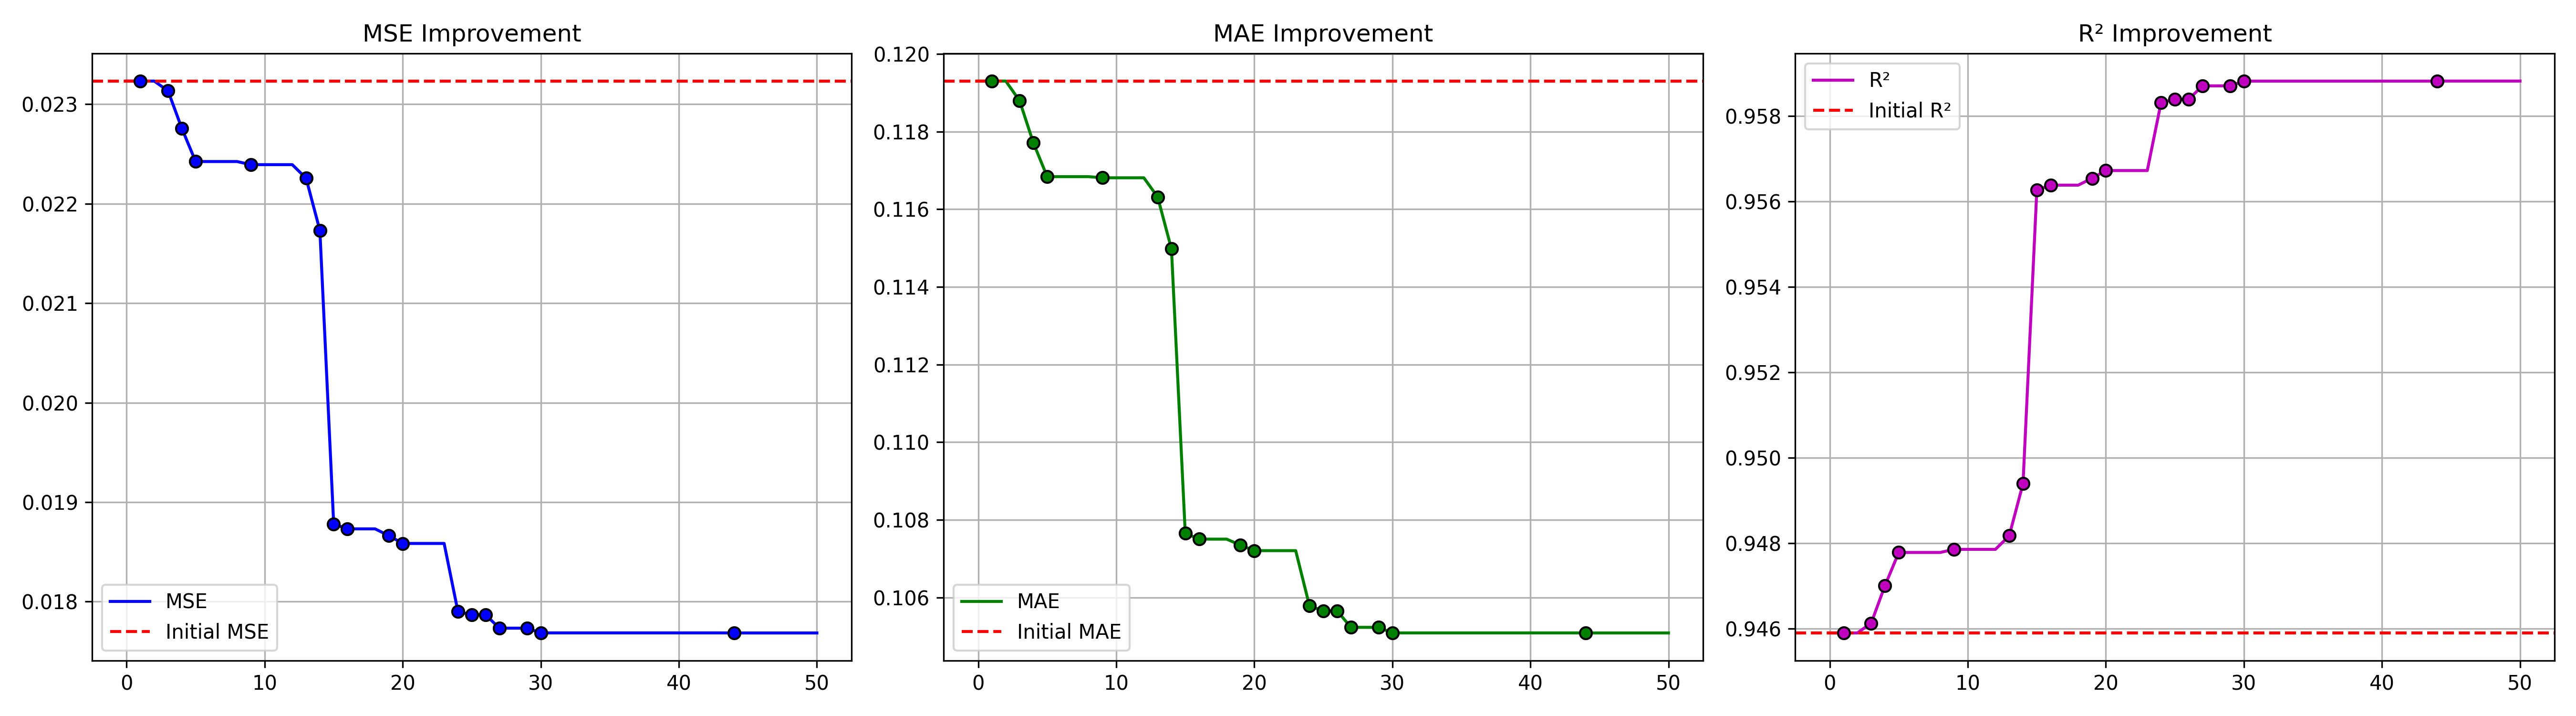 MSE Improvement
0.023
0.022
0.021
0.020
0.019
0.018
MSE
Initial MSE
0 10 20 30 40 50
MAE Improvement
0.120
0.118
0.116
0.114
0.112
0.110
0.108
0.106
MAE
Initial MAE
0 10 20 30 40 50
R² Improvement
R²
Initial R²
0.958
0.956
0.954
0.952
0.950
0.948
0.946
0 10 20 30 40 50